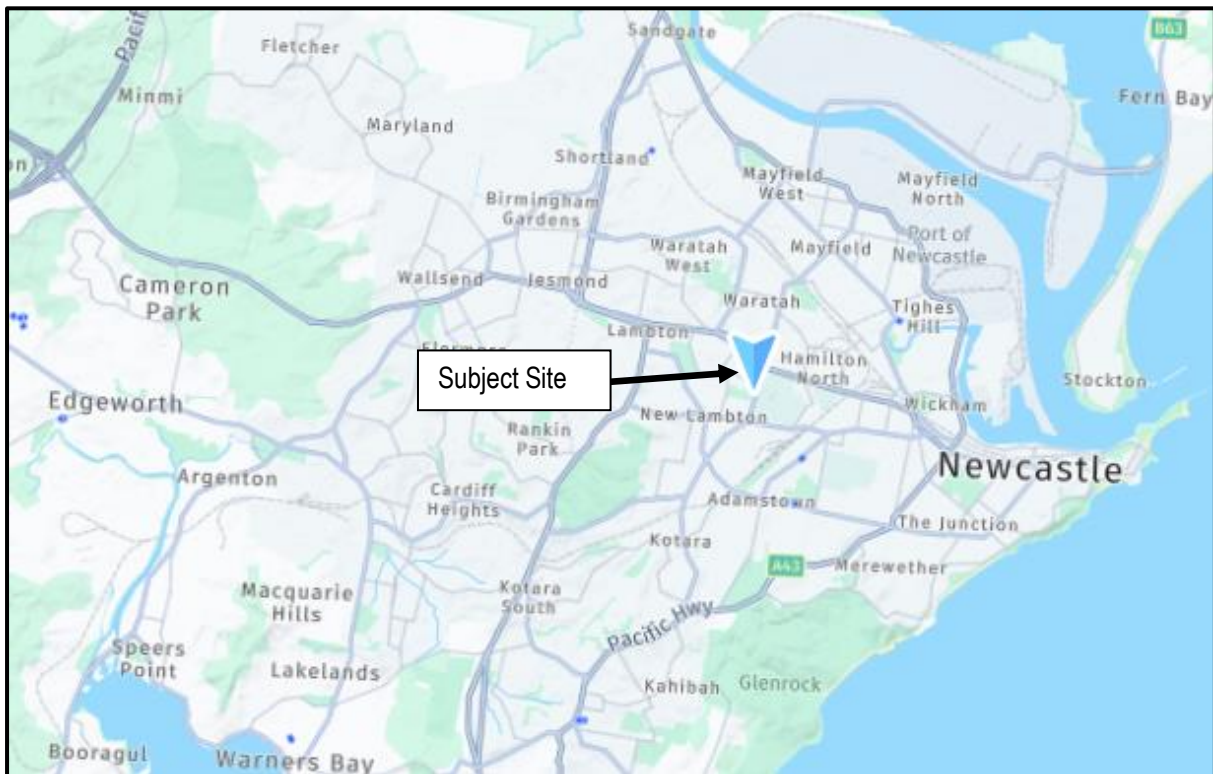 Sandgate
B63
Fletcher
Pacif
Minmi
Fern Bay
Maryland
Shortland
Mayfield
West
Mayfield
North
Birmingham
Gardens
Port of
Newcastle
Waratah
West
Mayfield
Wallsend
Jesmond
Cameron
Park
Waratah
Tighes
Hill
Lambton
Hamilton
North
Subject Site
Stockton
Edgeworth
Wickham
New Lambton
Rankin
Park
Newcastle
Argenton
Cardiff
Heights
Adamstown
The Junction
Kotara
A43
Merewether
Macquarie
Hills
Kotara
South
Pacific Hwy
Speers
Point
Lakelands
Kahibah
Glenrock
Booragul
Warners Bay